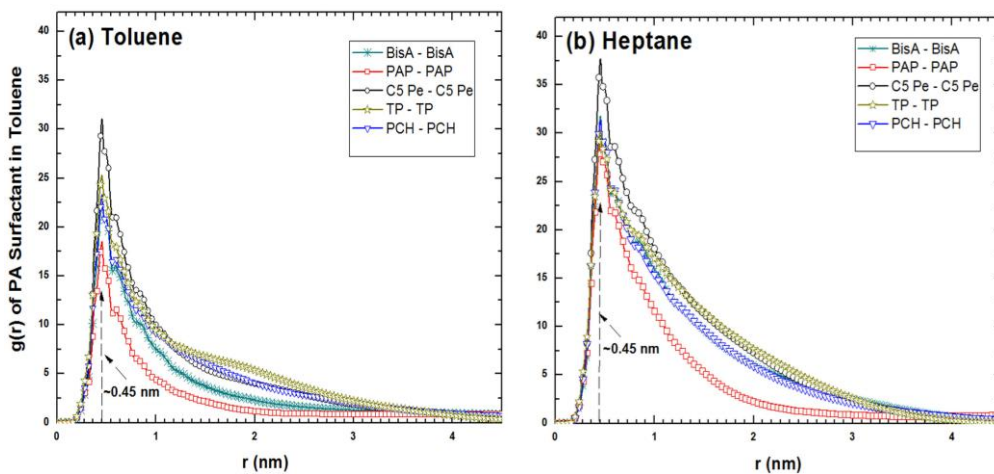 (a) Toluene
BisA - BisA
PAP - PAP
C5 Pe - C5 Pe
TP - TP
PCH - PCH
g(r) of PA Surfactant in Toluene
40
35
30
25
20
15
10
5
0
~0.45 nm
0 1 2 3 4
r (nm)
(b) Heptane
BisA - BisA
PAP - PAP
C5 Pe - C5 Pe
TP - TP
PCH - PCH
40
35
30
25
20
15
10
5
0
~0.45 nm
0 1 2 3 4
r (nm)